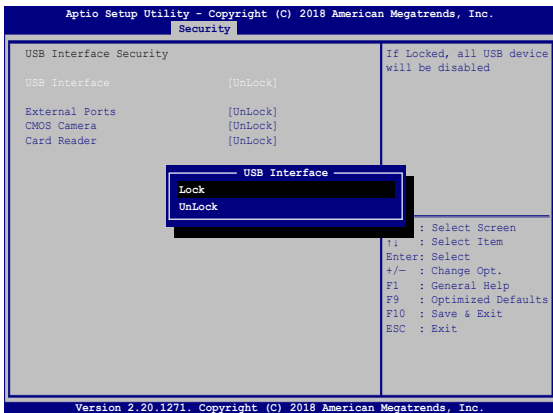 Aptio Setup Utility - Copyright (C) 2018 American Megatrends, Inc.
Security
USB Interface Security
USB Interface [UnLock]
External Ports [UnLock]
CMOS Camera [UnLock]
Card Reader [UnLock]
If Locked, all USB device
will be disabled
USB Interface
Lock
UnLock
: Select Screen
↑↓ : Select Item
Enter: Select
+/— : Change Opt.
F1 : General Help
F9 : Optimized Defaults
F10 : Save & Exit
ESC : Exit
Version 2.20.1271. Copyright (C) 2018 American Megatrends, Inc.